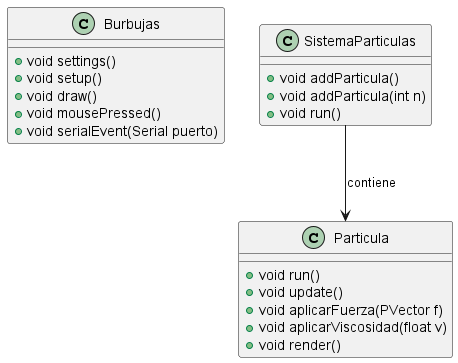 C Burbujas
void settings()
void setup()
void draw()
void mousePressed()
void serialEvent(Serial puerto)
C SistemaParticulas
void addParticula()
void addParticula(int n)
void run()
contiene
C Particula
void run()
void update()
void aplicarFuerza(PVector f)
void aplicarViscosidad(float v)
void render()